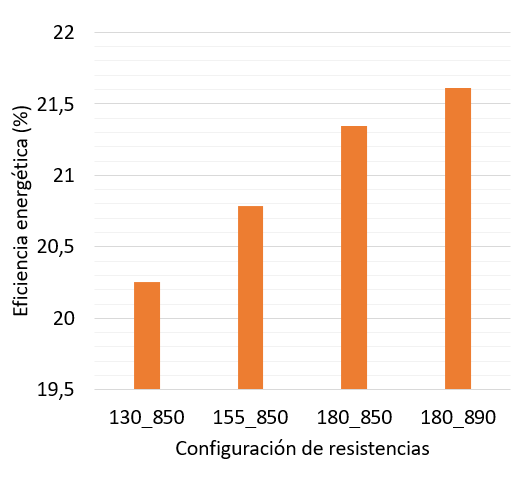 22
21,5
21
20,5
20
19,5
Eficiencia energética (%)
130_850 155_850 180_850 180_890
Configuración de resistencias